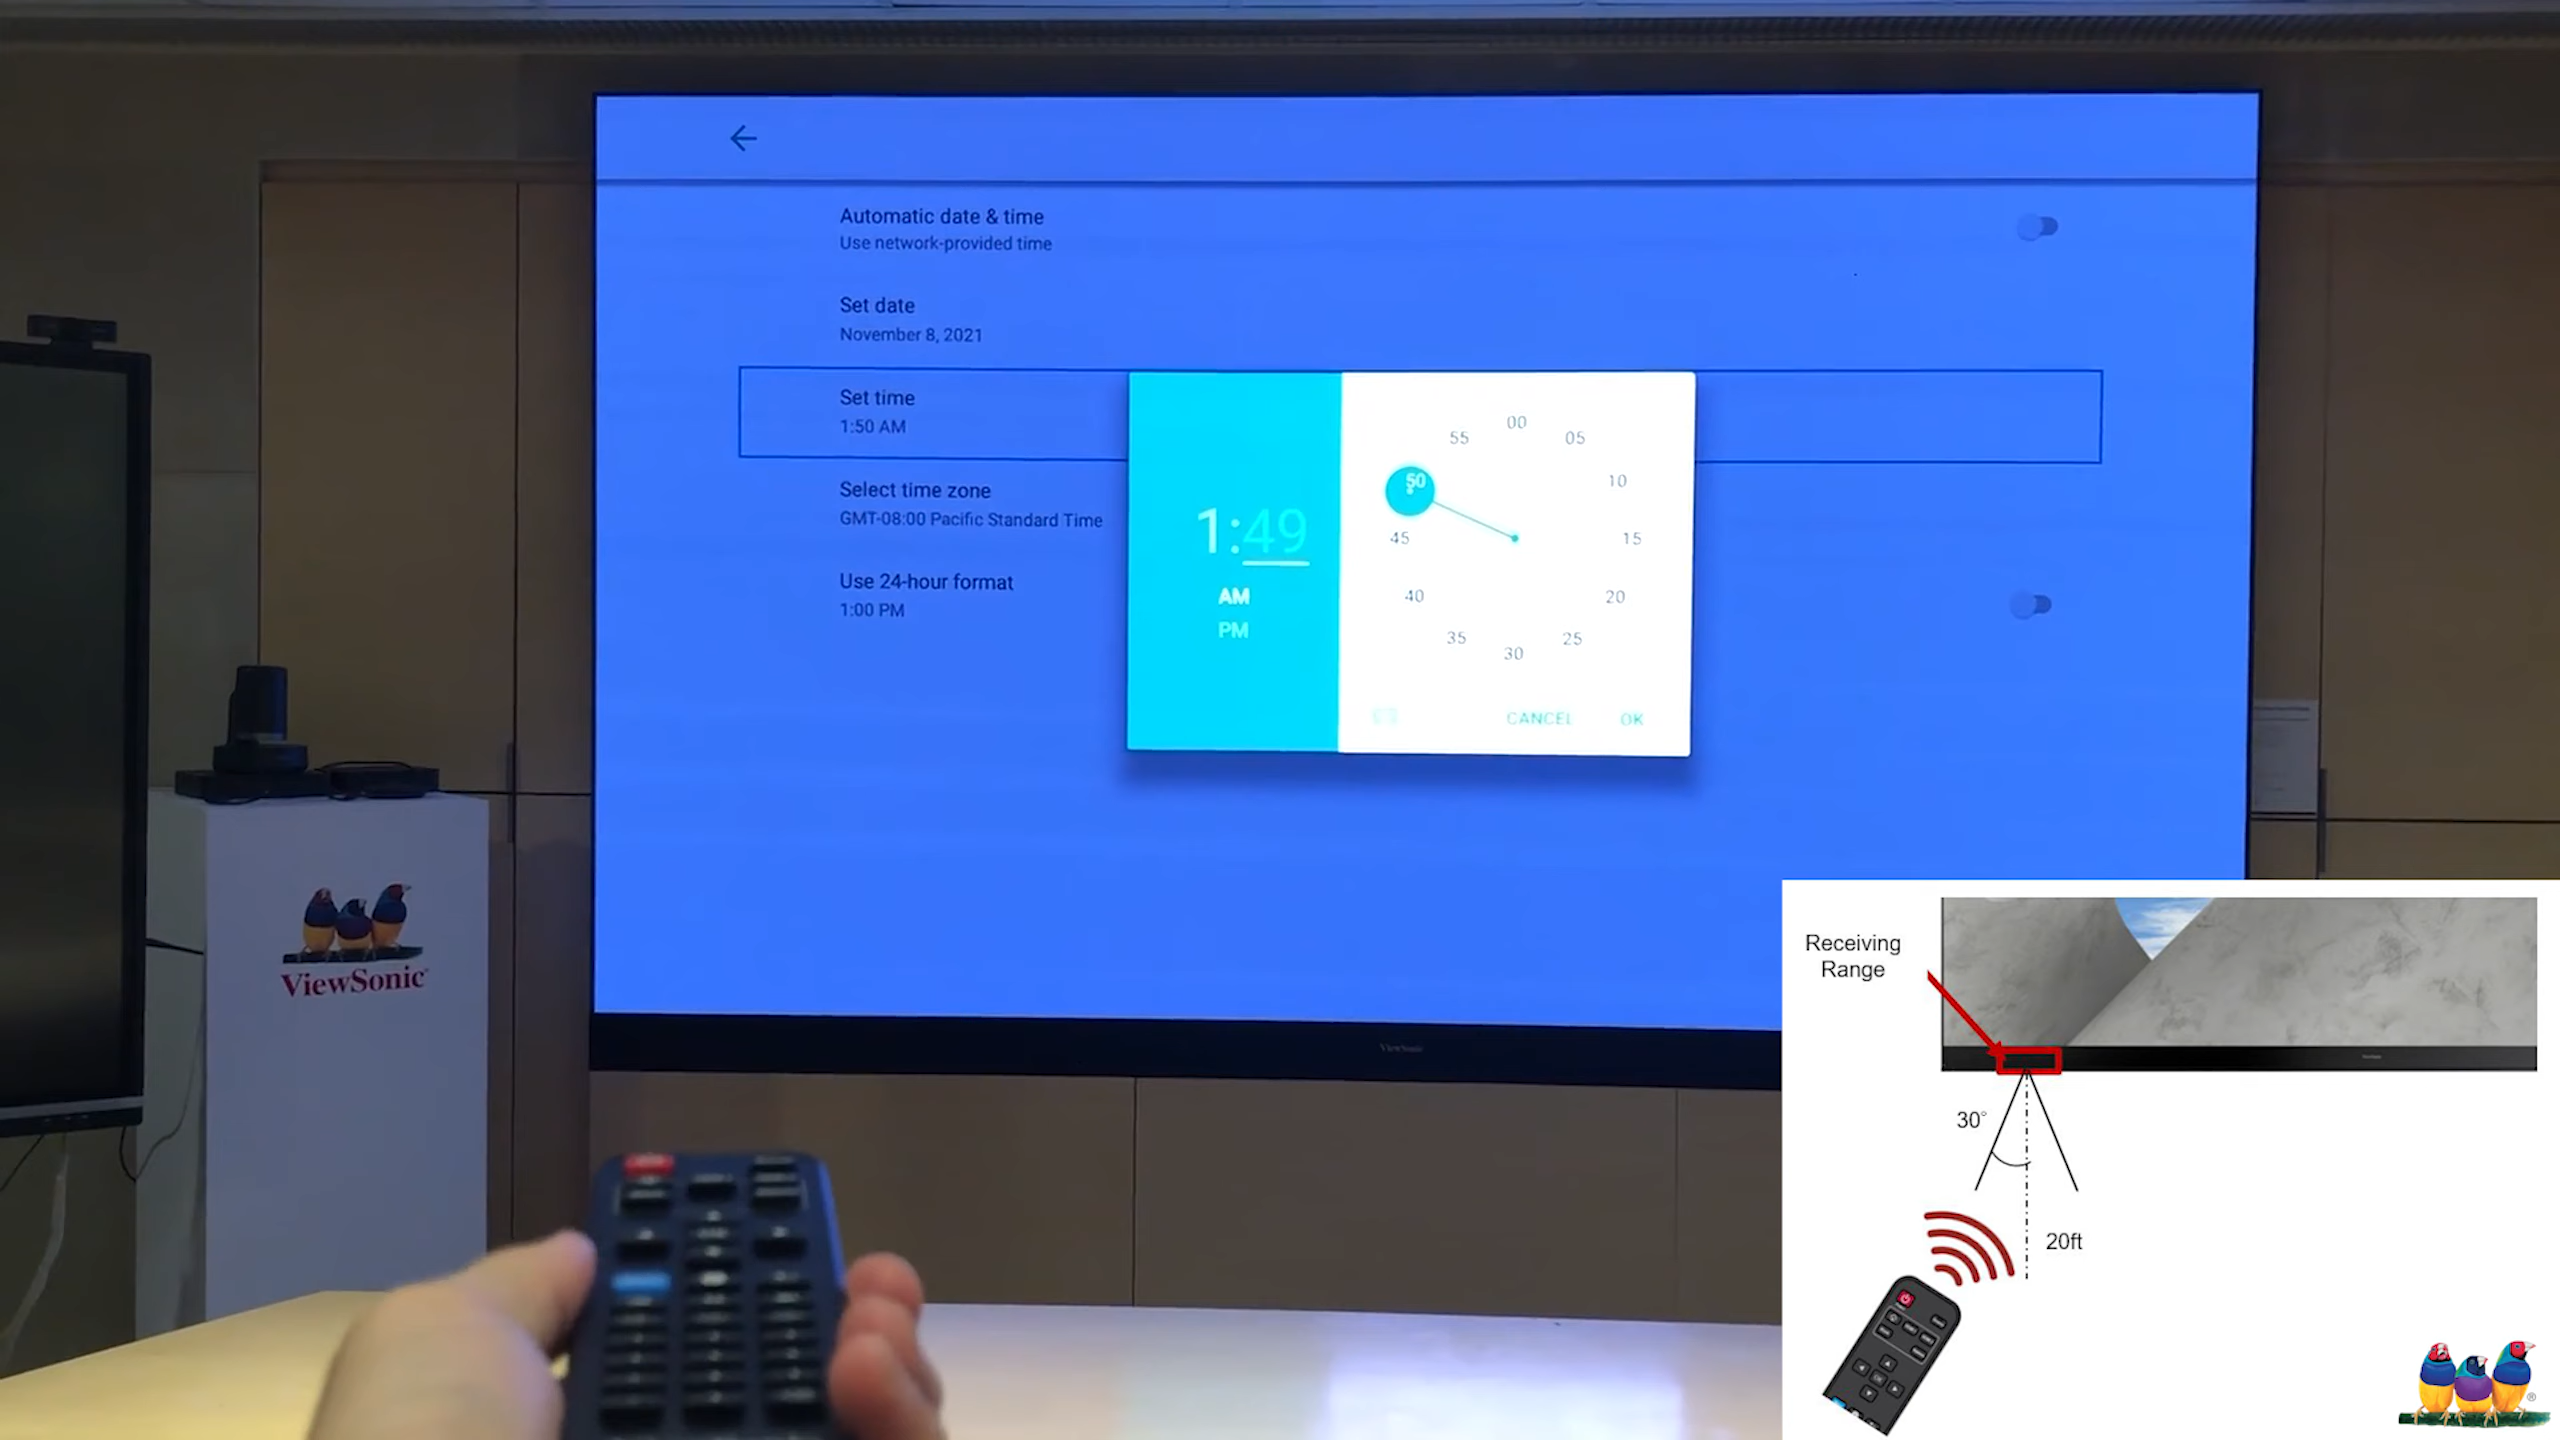 Automatic date & time
Use network-provided time
Set date
November 8, 2021
Set time
1:50 AM
Select time zone
GMT-08:00 Pacific Standard Time
Use 24-hour format
1:00 PM
1:49
AM
PM
00
05
10
15
20
25
30
35
40
45
50
55
CANCEL
OK
ViewSonic
ViewSonic
Receiving
Range
30°
20ft
®